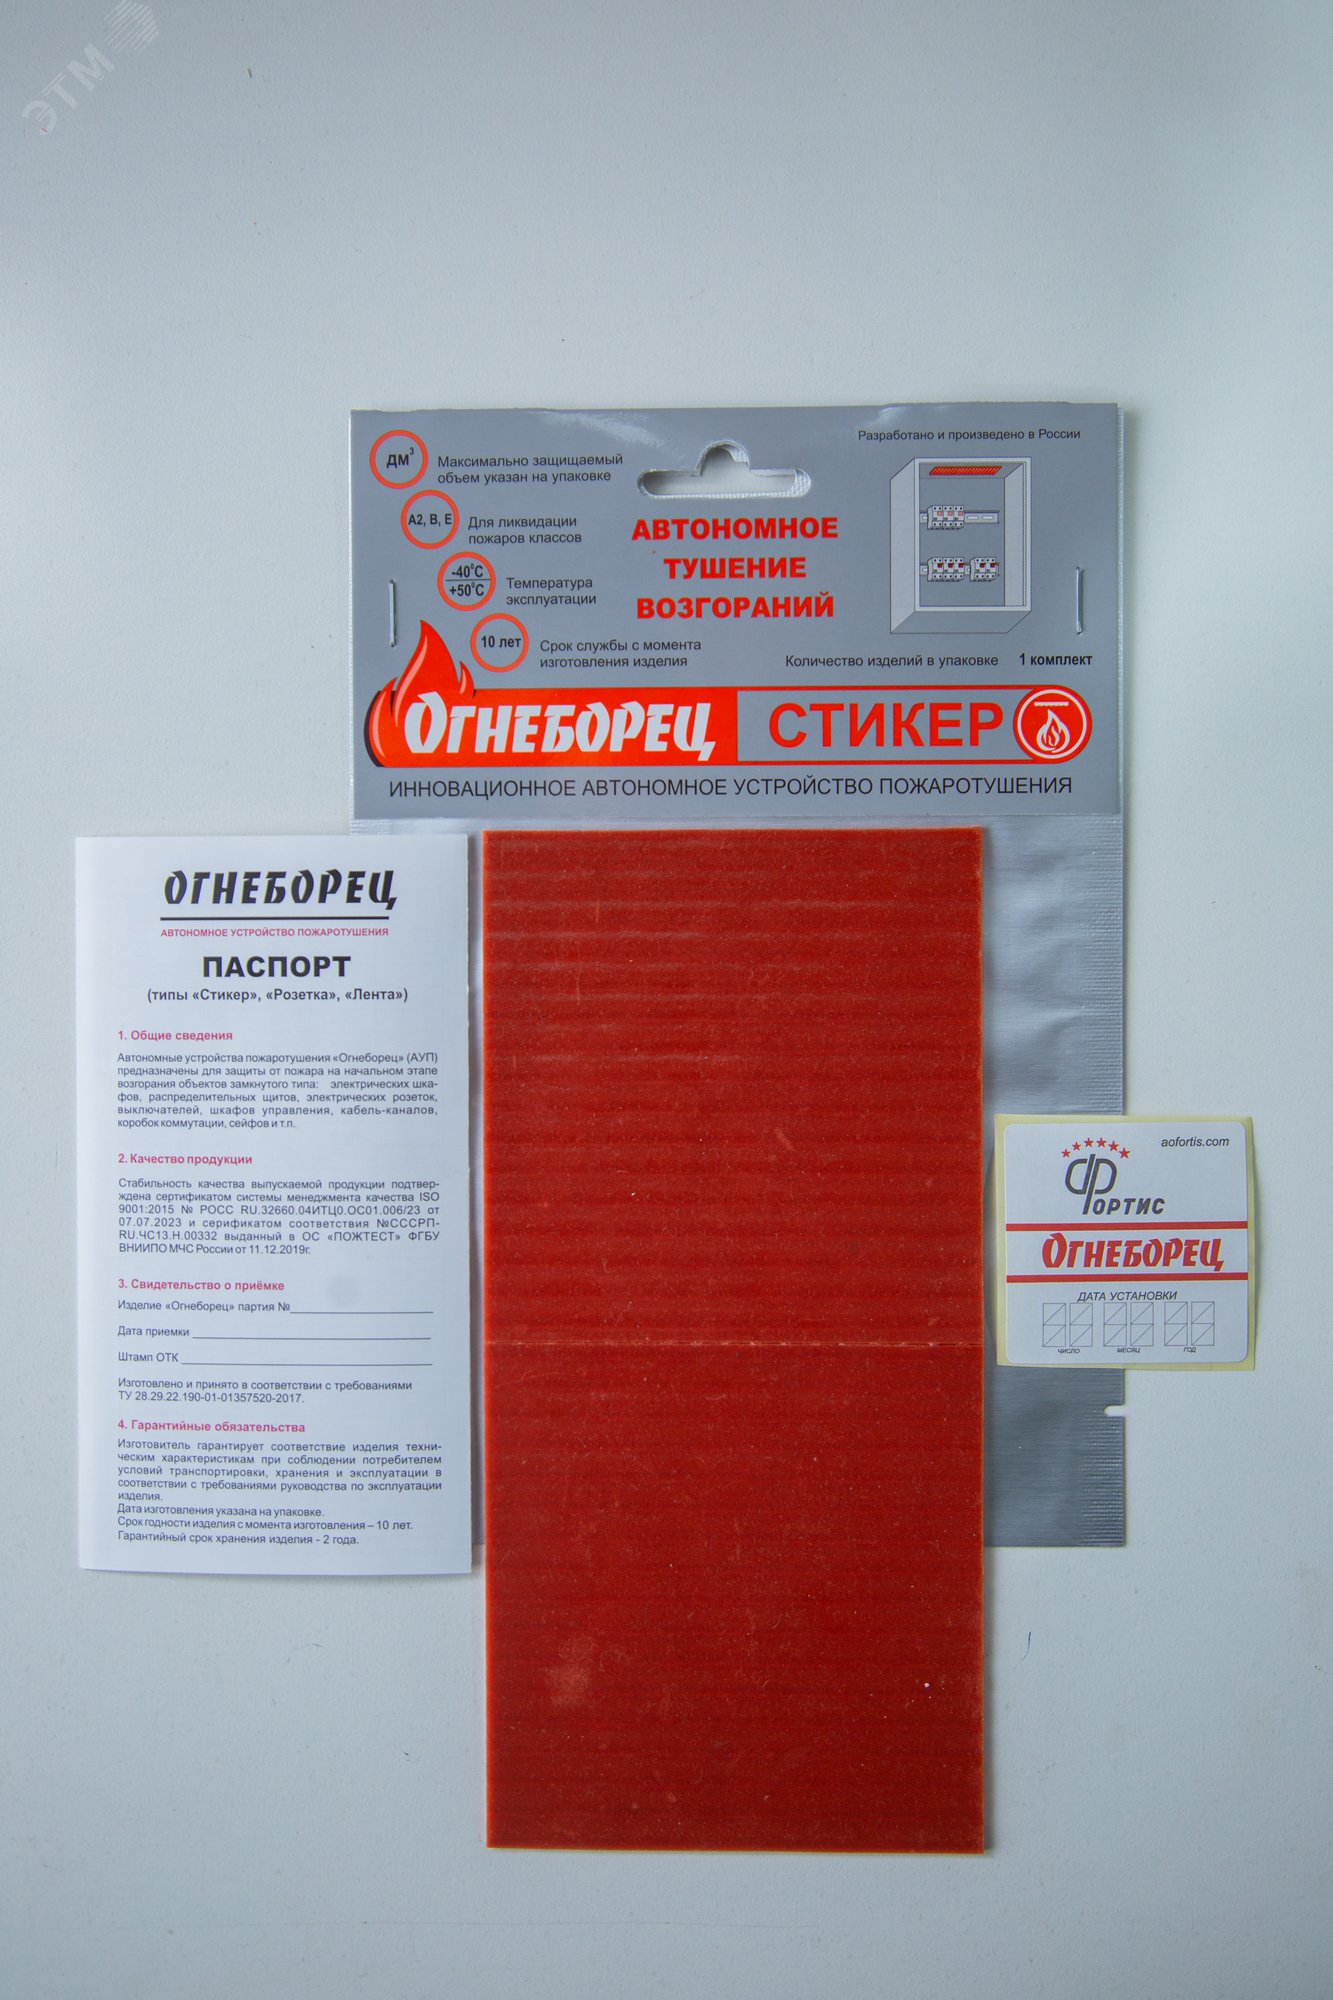 ЭТМ
Разработано и произведено в России
дм³
Максимально защищаемый
объем указан на упаковке
A2, B, E
Для ликвидации
пожаров классов
-40⁰C
+50⁰C
Температура
эксплуатации
10 лет
Срок службы с момента
изготовления изделия
АВТОНОМНОЕ
ТУШЕНИЕ
ВОЗГОРАНИЙ
Количество изделий в упаковке 1 комплект
ОГНЕБОРЕЦ СТИКЕР
ИННОВАЦИОННОЕ АВТОНОМНОЕ УСТРОЙСТВО ПОЖАРОТУШЕНИЯ
ОГНЕБОРЕЦ
АВТОНОМНОЕ УСТРОЙСТВО ПОЖАРОТУШЕНИЯ
ПАСПОРТ
(типы «Стикер», «Розетка», «Лента»)
1. Общие сведения
Автономные устройства пожаротушения «Огнеборец» (АУП)
предназначены для защиты от пожара на начальном этапе
возгорания объектов замкнутого типа: электрических шка-
фов, распределительных щитов, электрических розеток,
выключателей, шкафов управления, кабель-каналов,
коробок коммутации, сейфов и т.п.
2. Качество продукции
Стабильность качества выпускаемой продукции подтвер-
ждена сертификатом системы менеджмента качества ISO
9001:2015 № РОСС RU.32660.04ИТЦ0.ОС01.006/23 от
07.07.2023 и серификатом соответствия №СССРП-
RU.ЧС13.Н.00332 выданный в ОС «ПОЖТЕСТ» ФГБУ
ВНИИПО МЧС России от 11.12.2019г.
3. Свидетельство о приёмке
Изделие «Огнеборец» партия №
Дата приемки
Штамп ОТК
Изготовлено и принято в соответствии с требованиями
ТУ 28.29.22.190-01-01357520-2017.
4. Гарантийные обязательства
Изготовитель гарантирует соответствие изделия техни-
ческим характеристикам при соблюдении потребителем
условий транспортировки, хранения и эксплуатации в
соответствии с требованиями руководства по эксплуатации
изделия.
Дата изготовления указана на упаковке.
Срок годности изделия с момента изготовления – 10 лет.
Гарантийный срок хранения изделия - 2 года.
aofortis.com
ФОРТИС
ОГНЕБОРЕЦ
ДАТА УСТАНОВКИ
ЧИСЛО МЕСЯЦ ГОД